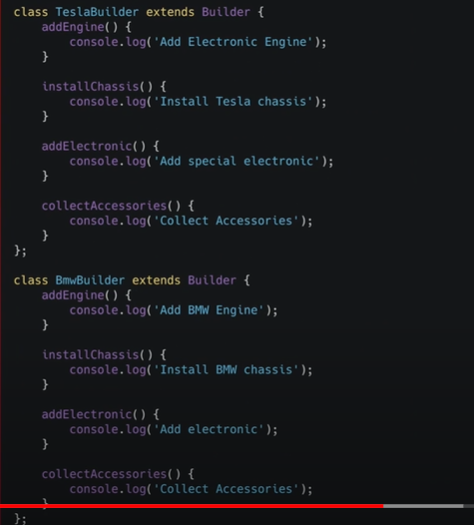 class TeslaBuilder extends Builder {
    addEngine() {
        console.log('Add Electronic Engine');
    }

    installChassis() {
        console.log('Install Tesla chassis');
    }

    addElectronic() {
        console.log('Add special electronic');
    }

    collectAccessories() {
        console.log('Collect Accessories');
    }
};

class BmwBuilder extends Builder {
    addEngine() {
        console.log('Add BMW Engine');
    }

    installChassis() {
        console.log('Install BMW chassis');
    }

    addElectronic() {
        console.log('Add electronic');
    }

    collectAccessories() {
        console.log('Collect Accessories');
    }
};